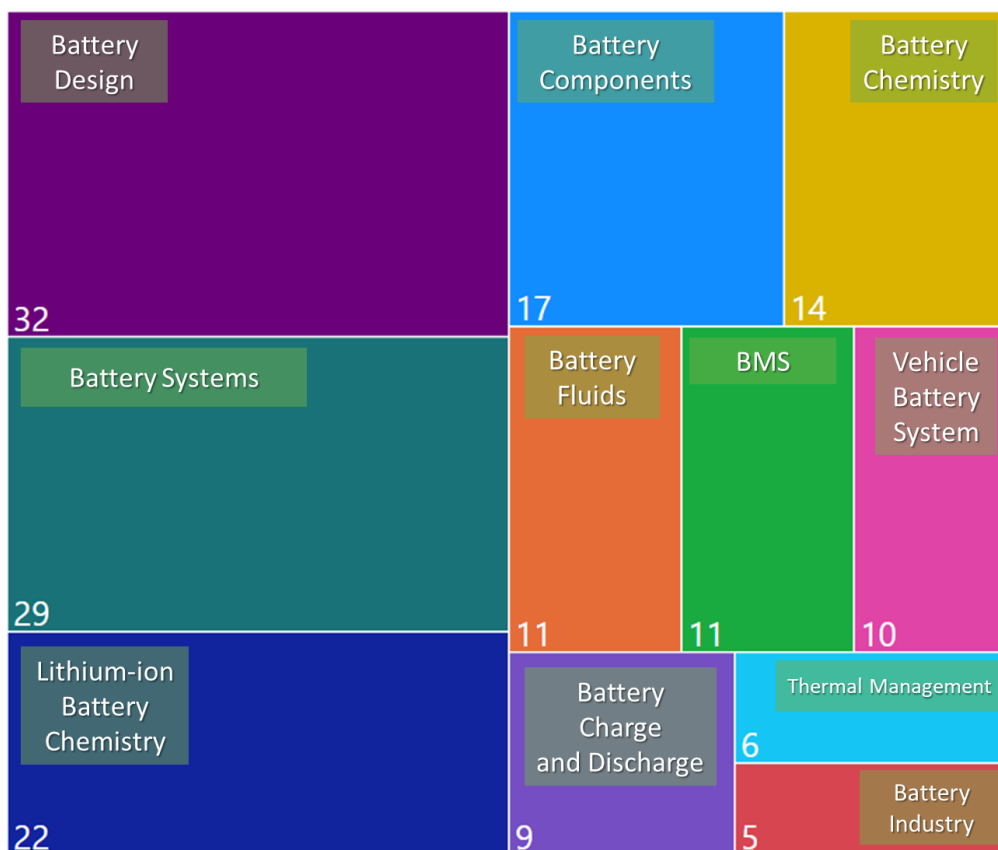 Battery
Design
32
Battery
Components
17
Battery
Chemistry
14
Battery Systems
29
Battery
Fluids
11
BMS
11
Vehicle
Battery
System
10
Lithium-ion
Battery
Chemistry
22
Battery
Charge
and Discharge
9
Thermal Management
6
Battery
Industry
5